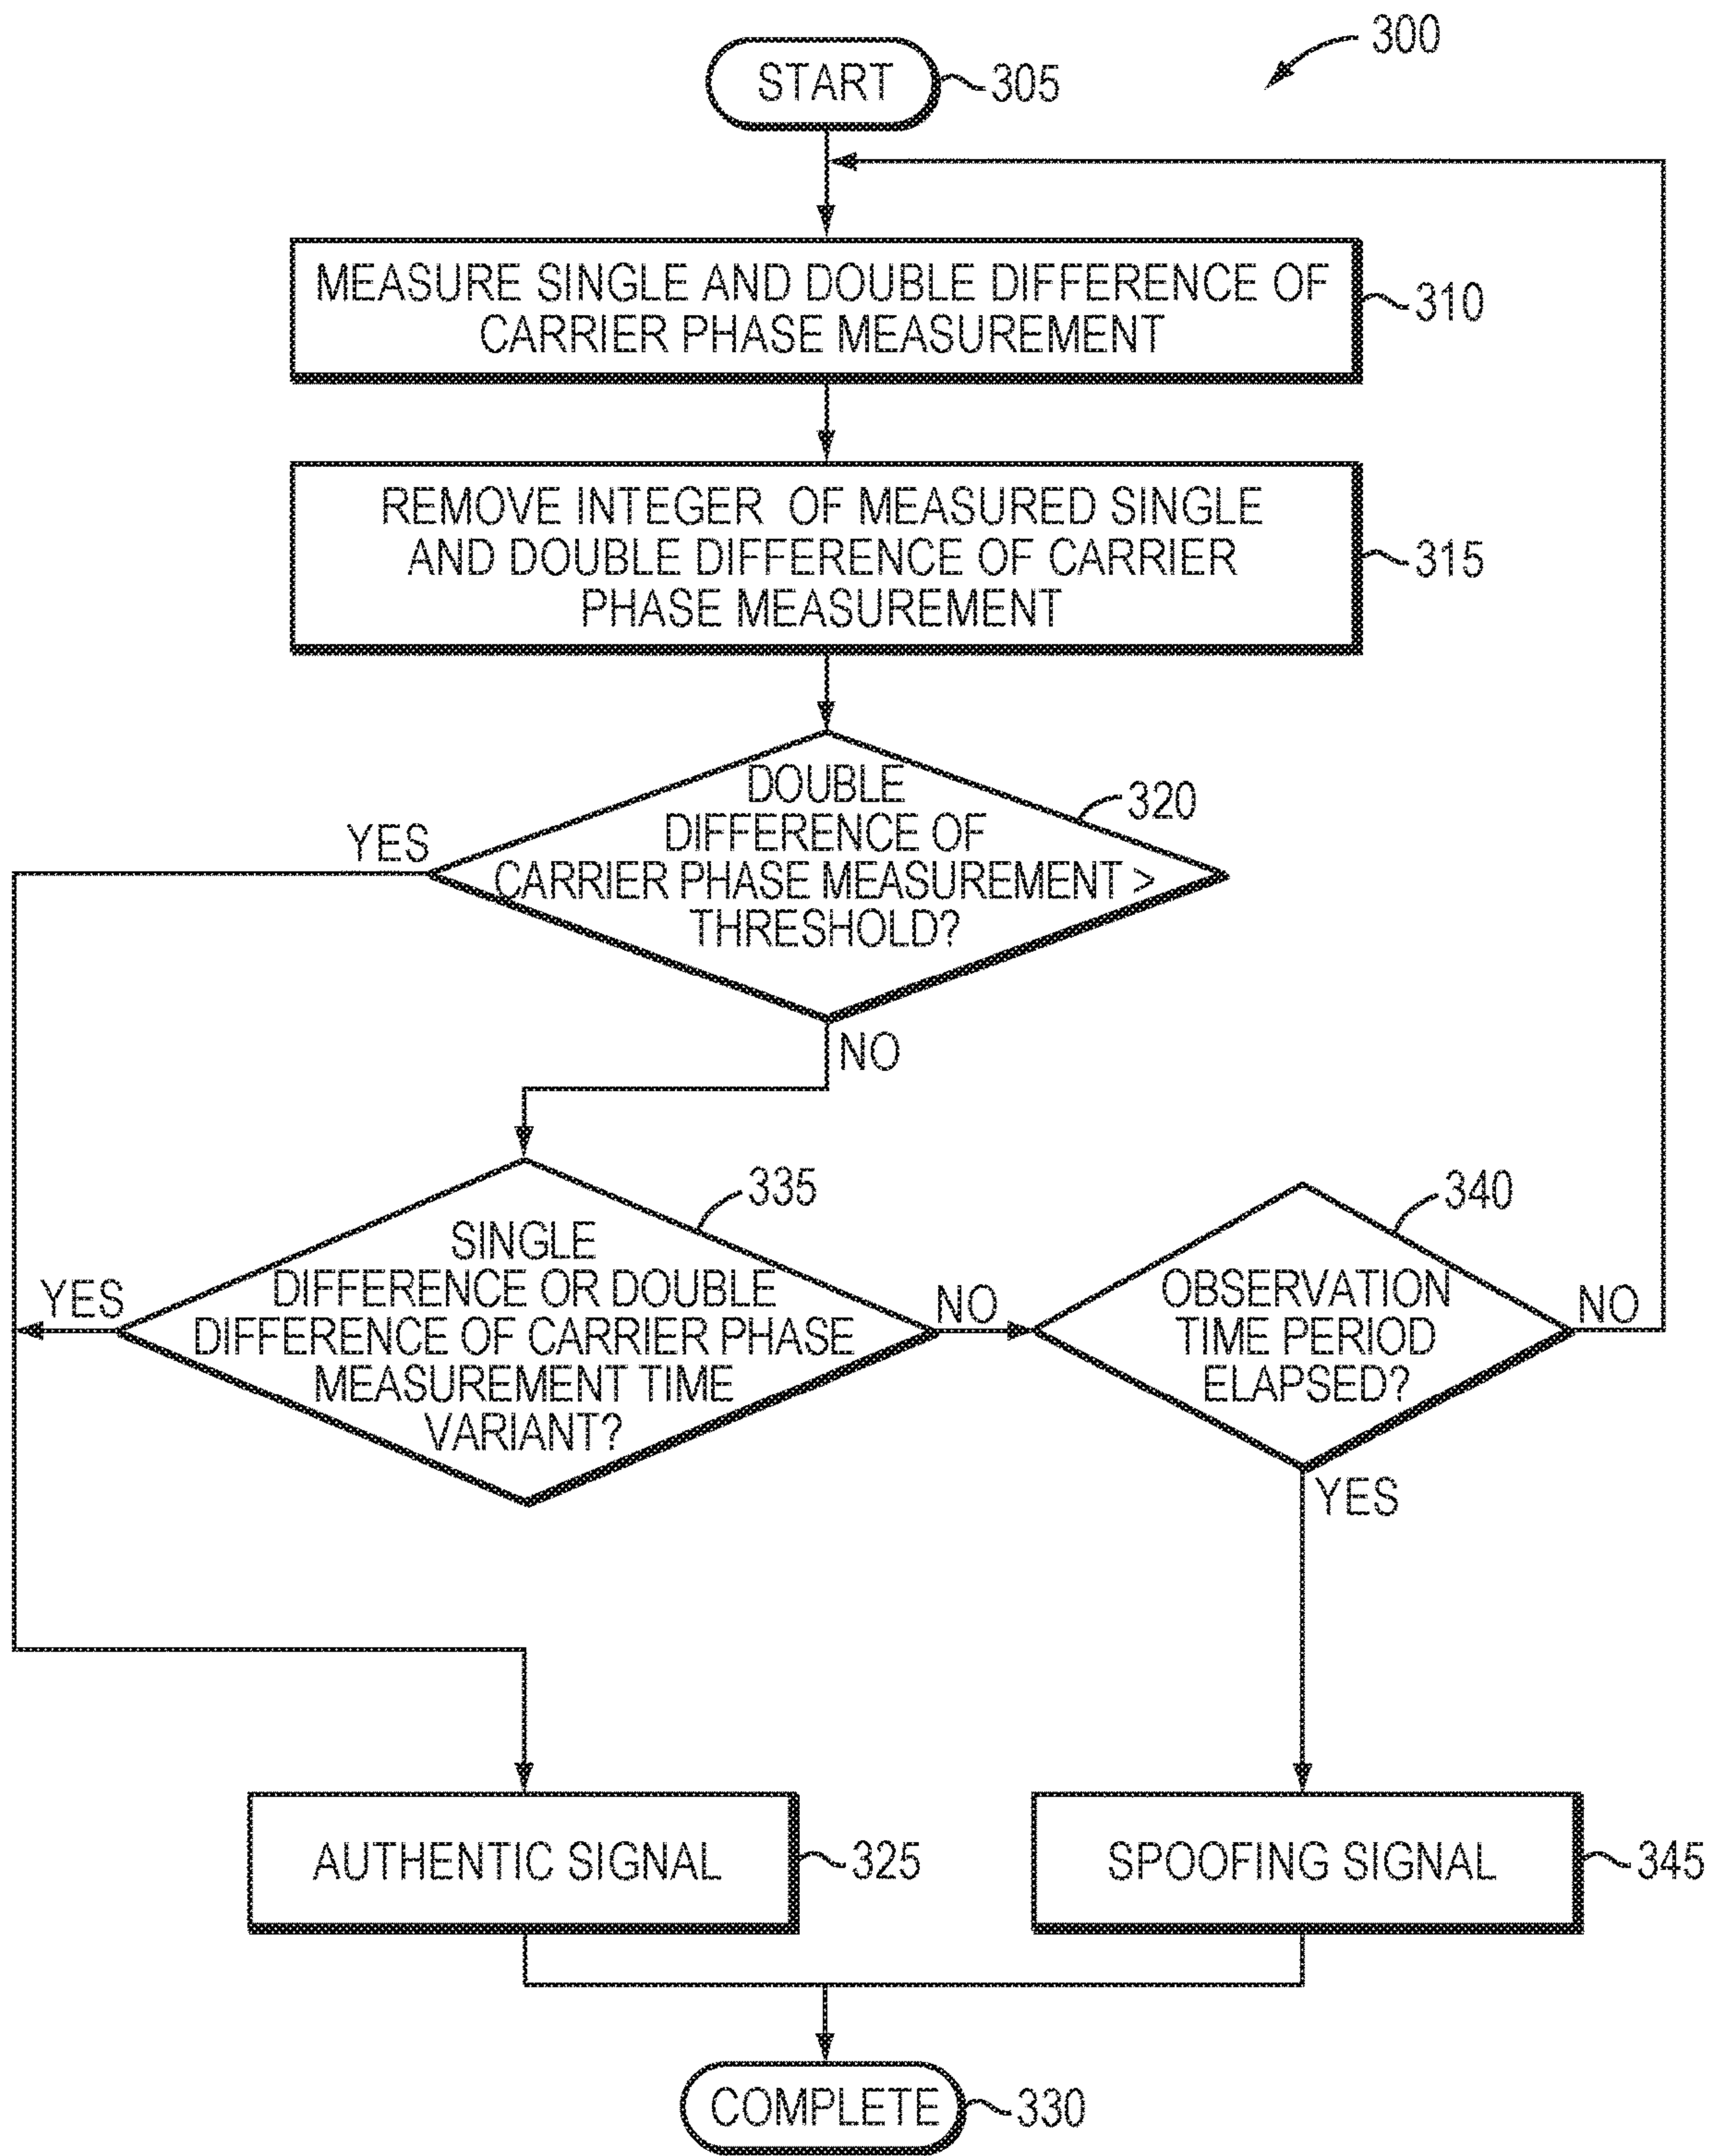 300
START
305
MEASURE SINGLE AND DOUBLE DIFFERENCE OF
CARRIER PHASE MEASUREMENT
310
REMOVE INTEGER OF MEASURED SINGLE
AND DOUBLE DIFFERENCE OF CARRIER
PHASE MEASUREMENT
315
DOUBLE
DIFFERENCE OF
CARRIER PHASE MEASUREMENT >
THRESHOLD?
320
YES
NO
SINGLE
DIFFERENCE OR DOUBLE
DIFFERENCE OF CARRIER PHASE
MEASUREMENT TIME
VARIANT?
335
YES
NO
OBSERVATION
TIME PERIOD
ELAPSED?
340
NO
YES
AUTHENTIC SIGNAL
325
SPOOFING SIGNAL
345
COMPLETE
330